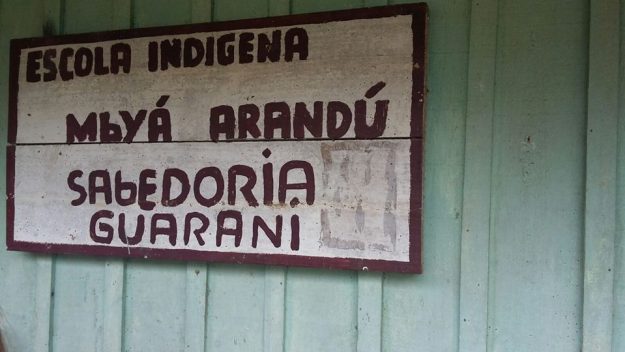 ESCOLA INDIGENA
MbYÁ ARANDÚ
SAbEDORIA
GUARANI